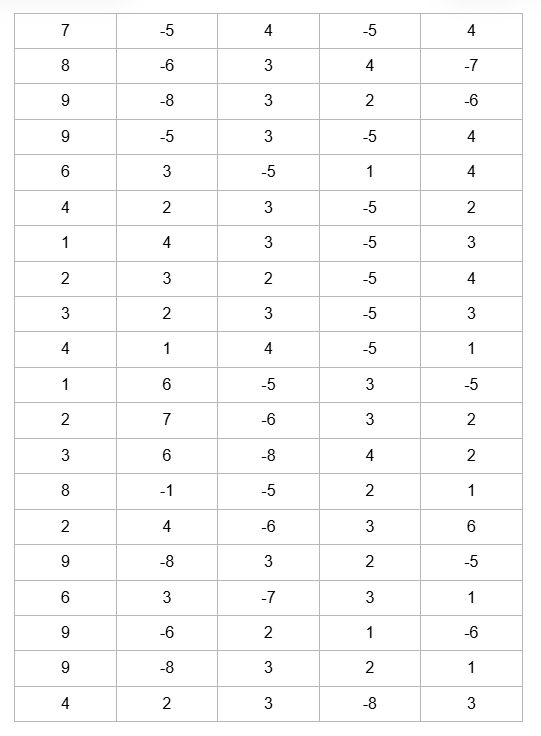 7 -5 4 -5 4
8 -6 3 4 -7
9 -8 3 2 -6
9 -5 3 -5 4
6 3 -5 1 4
4 2 3 -5 2
1 4 3 -5 3
2 3 2 -5 4
3 2 3 -5 3
4 1 4 -5 1
1 6 -5 3 -5
2 7 -6 3 2
3 6 -8 4 2
8 -1 -5 2 1
2 4 -6 3 6
9 -8 3 2 -5
6 3 -7 3 1
9 -6 2 1 -6
9 -8 3 2 1
4 2 3 -8 3